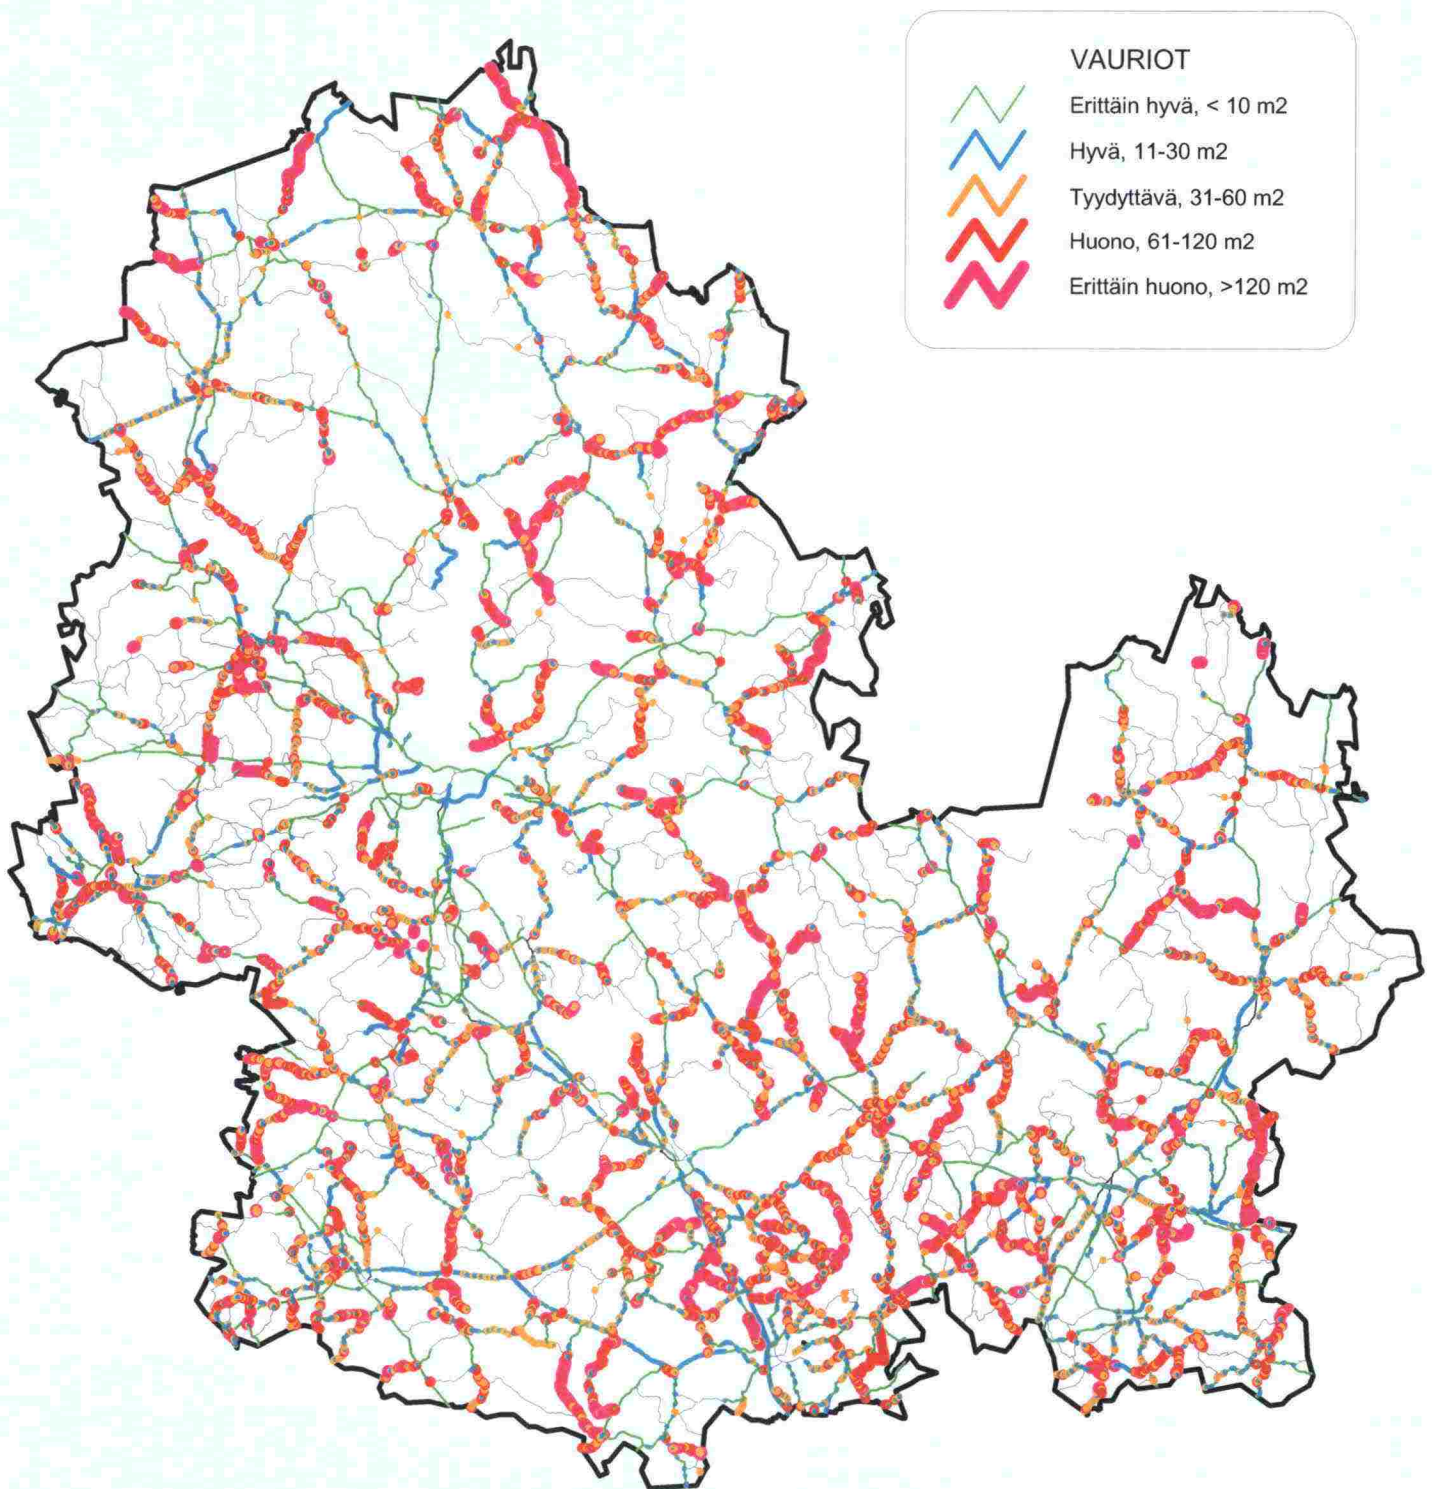 VAURIOT
Erittäin hyvä, < 10 m2
Hyvä, 11-30 m2
Tyydyttävä, 31-60 m2
Huono, 61-120 m2
Erittäin huono, >120 m2